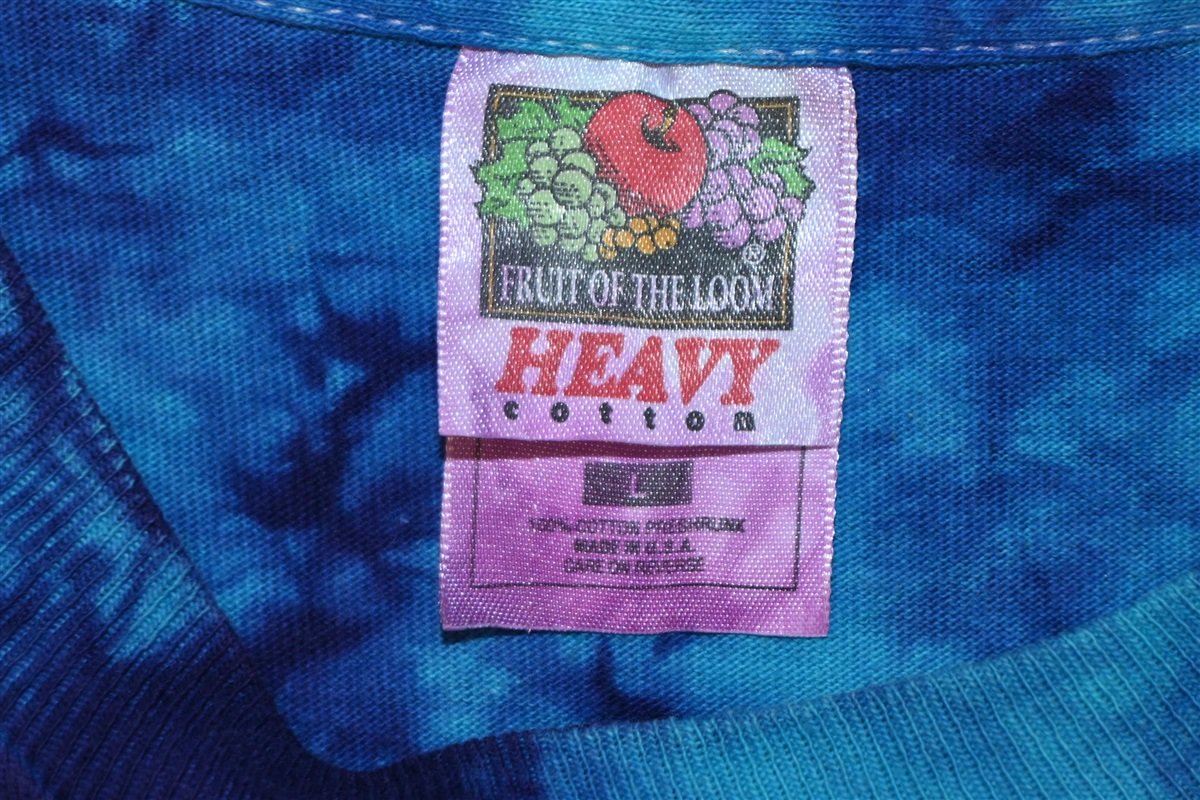 ®
FRUIT OF THE LOOM
HEAVY
cotton
L
100% COTTON PRESHRUNK
MADE IN U.S.A.
CARE ON REVERSE